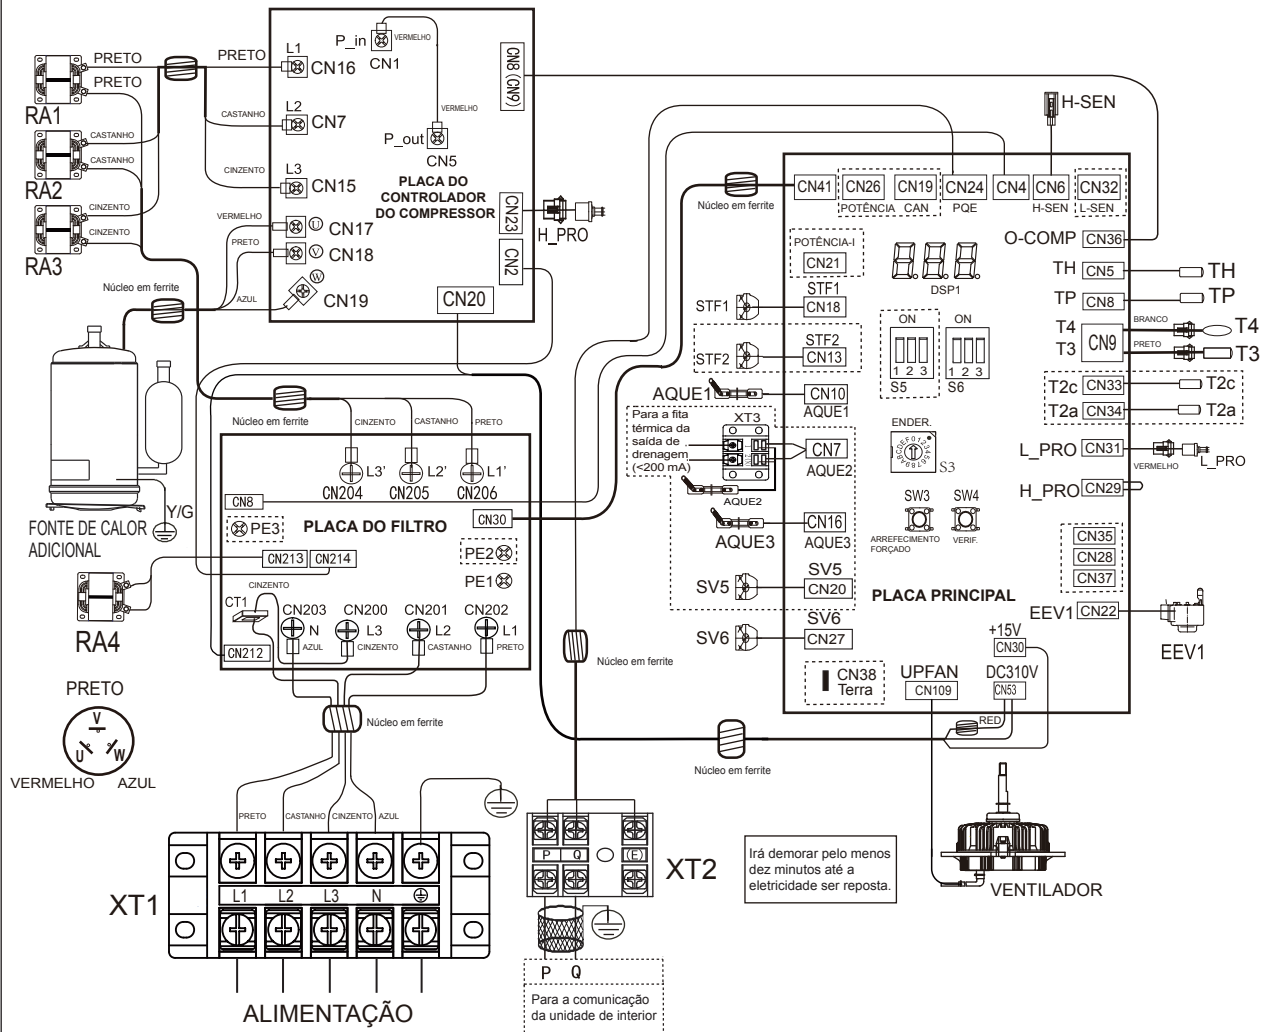 RA1
PRETO
PRETO
RA2
CASTANHO
CASTANHO
RA3
CINZENTO
CINZENTO
PRETO
CASTANHO
CINZENTO
VERMELHO
PRETO
AZUL
Núcleo em ferrite
L1
CN16
L2
CN7
L3
CN15
U
CN17
V
CN18
W
CN19
P_in
CN1
VERMELHO
VERMELHO
P_out
CN5
PLACA DO
CONTROLADOR
DO COMPRESSOR
CN8 (CN9)
CN23
H_PRO
CN2
CN20
FONTE DE CALOR
ADICIONAL
Y/G
RA4
PRETO
V
U
W
VERMELHO
AZUL
Núcleo em ferrite
CINZENTO
CASTANHO
PRETO
L3'
L2'
L1'
CN204
CN205
CN206
CN8
CN30
PE3
PLACA DO FILTRO
CN213
CN214
PE2
PE1
CINZENTO
CT1
CN203
CN200
CN201
CN202
N
L3
L2
L1
CN212
AZUL
CINZENTO
CASTANHO
PRETO
Núcleo em ferrite
PRETO
CASTANHO
CINZENTO
AZUL
XT1
L1
L2
L3
N
ALIMENTAÇÃO
Núcleo em ferrite
P
Q
(E)
XT2
P
Q
Para a comunicação
da unidade de interior
Núcleo em ferrite
Núcleo em ferrite
H-SEN
CN41
CN26
CN19
CN24
CN4
CN6
CN32
POTÊNCIA
CAN
PQE
H-SEN
L-SEN
POTÊNCIA-I
CN21
DSP1
O-COMP
CN36
TH
CN5
TH
TP
CN8
TP
T4
T3
CN9
BRANCO
T4
PRETO
T3
T2c
CN33
T2c
T2a
CN34
T2a
L_PRO
CN31
VERMELHO
L_PRO
H_PRO
CN29
CN35
CN28
CN37
EEV1
CN22
EEV1
STF1
STF1
CN18
STF2
STF2
CN13
ON
ON
1 2 3
1 2 3
S5
S6
AQUE1
CN10
AQUE1
Para a fita
térmica da
saída de
drenagem
(<200 mA)
XT3
CN7
AQUE2
AQUE2
ENDER.
S3
AQUE3
CN16
AQUE3
SW3
SW4
ARREFECIMENTO
FORÇADO
VERIF.
SV5
SV5
CN20
PLACA PRINCIPAL
SV6
SV6
CN27
CN38
Terra
UPFAN
CN109
+15V
CN30
DC310V
CN53
RED
Irá demorar pelo menos
dez minutos até a
eletricidade ser reposta.
VENTILADOR